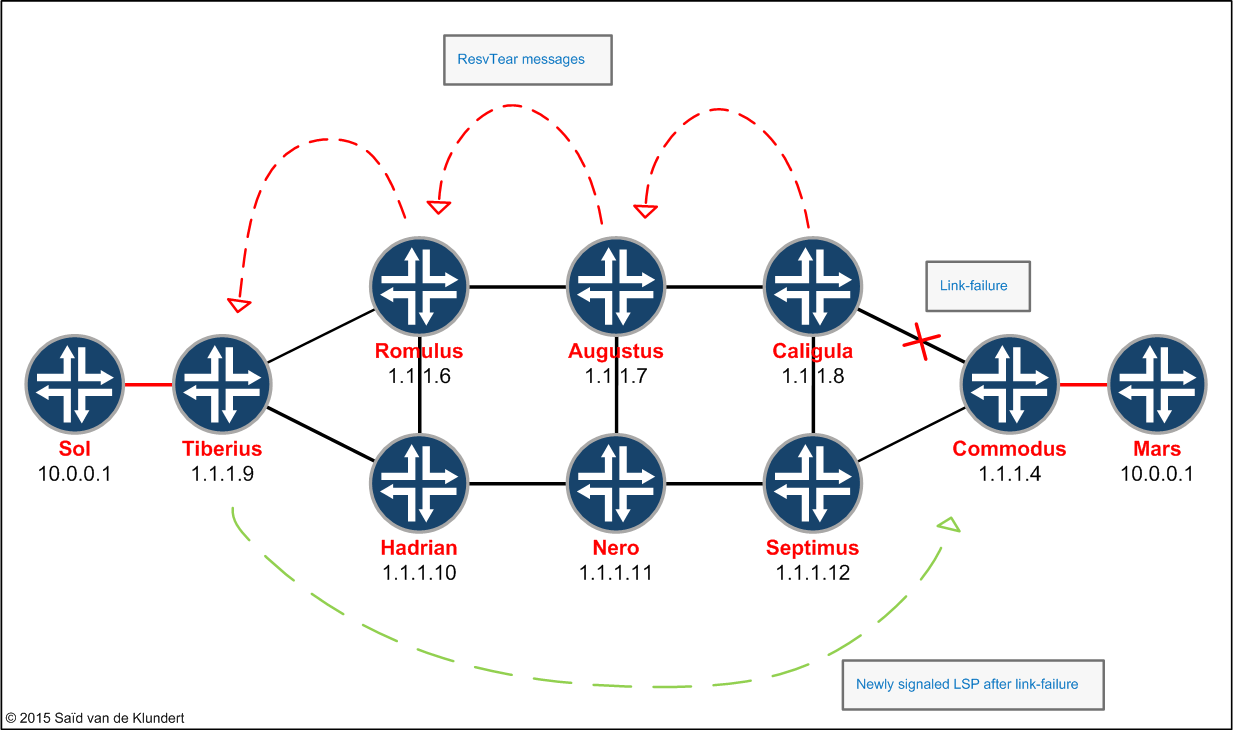 ResvTear messages
Link-failure
Romulus
1.1.1.6
Augustus
1.1.1.7
Caligula
1.1.1.8
Sol
10.0.0.1
Tiberius
1.1.1.9
Commodus
1.1.1.4
Mars
10.0.0.1
Hadrian
1.1.1.10
Nero
1.1.1.11
Septimus
1.1.1.12
Newly signaled LSP after link-failure
© 2015 Saïd van de Klundert